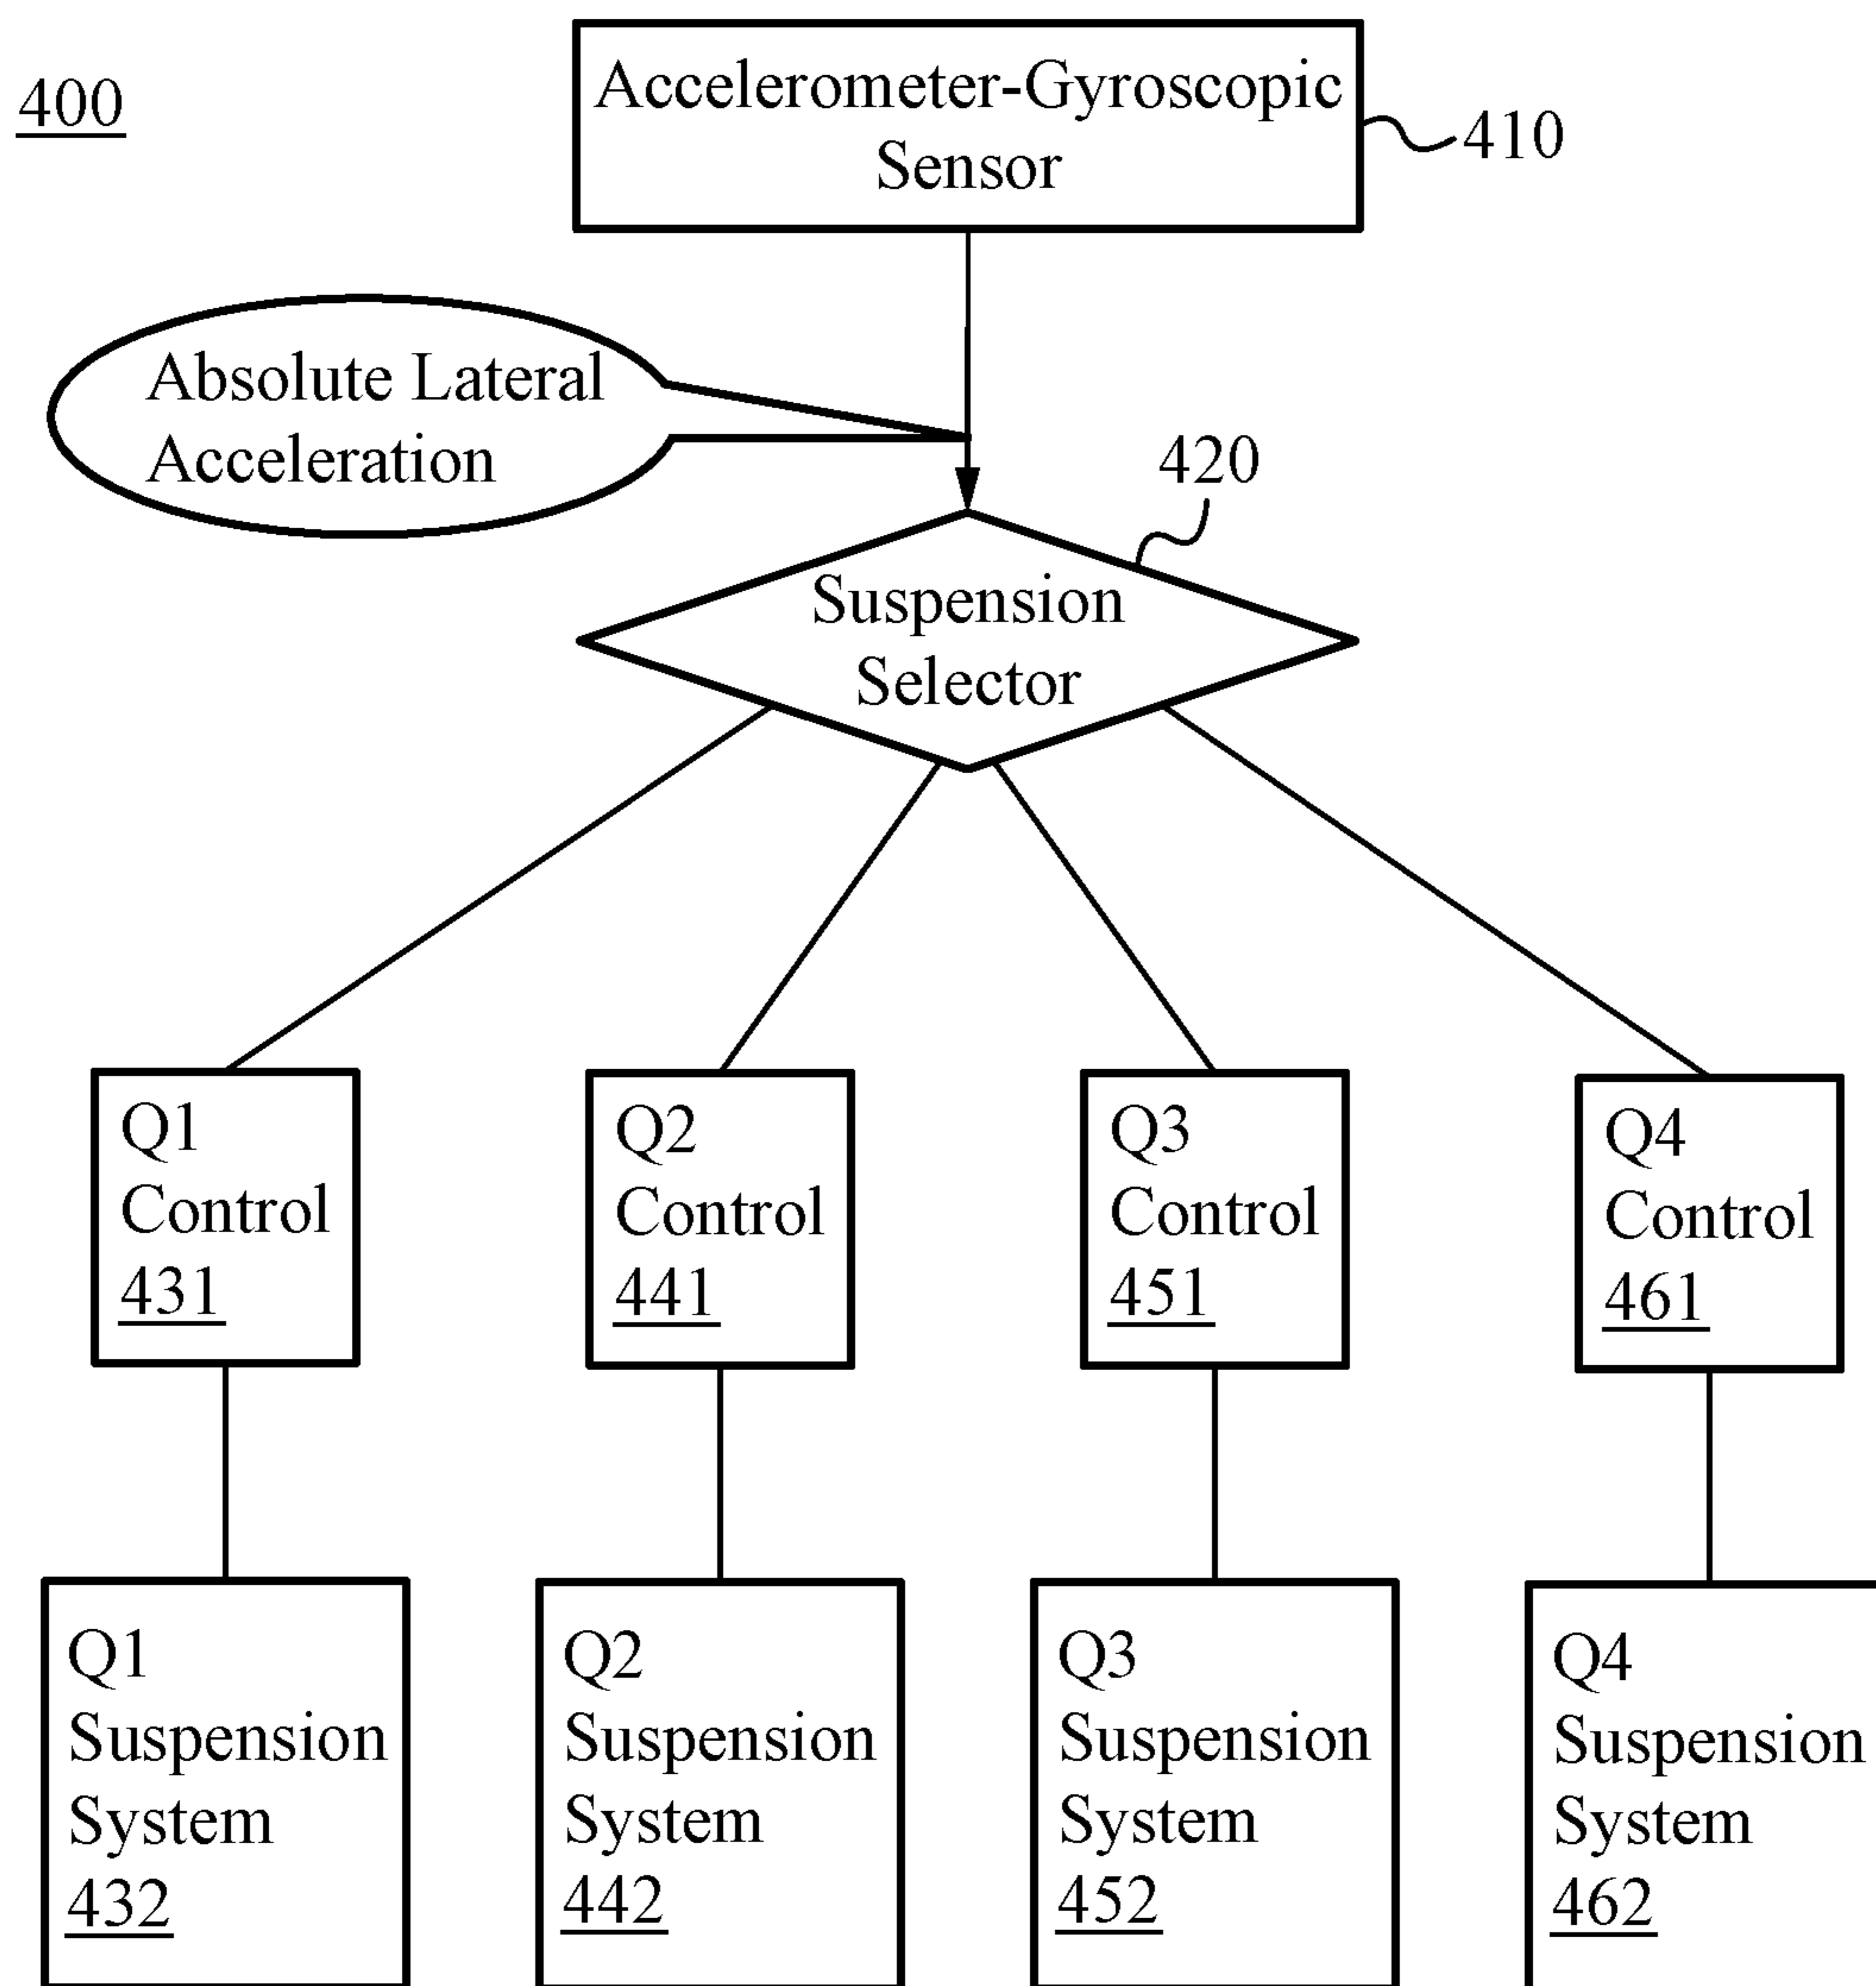 400
Accelerometer-Gyroscopic
Sensor
410
Absolute Lateral
Acceleration
420
Suspension
Selector
Q1
Control
431
Q2
Control
441
Q3
Control
451
Q4
Control
461
Q1
Suspension
System
432
Q2
Suspension
System
442
Q3
Suspension
System
452
Q4
Suspension
System
462